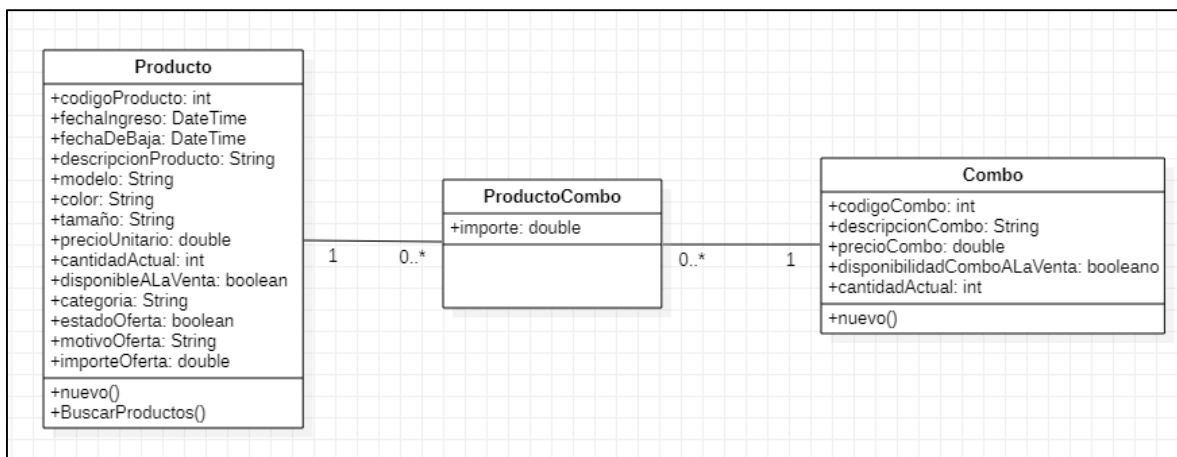 Producto
+codigoProducto: int
+fechaIngreso: DateTime
+fechaDeBaja: DateTime
+descripcionProducto: String
+modelo: String
+color: String
+tamaño: String
+precioUnitario: double
+cantidadActual: int
+disponibleALaVenta: boolean
+categoria: String
+estadoOferta: boolean
+motivoOferta: String
+importeOferta: double
+nuevo()
+BuscarProductos()
1
0..*
ProductoCombo
+importe: double
0..*
1
Combo
+codigoCombo: int
+descripcionCombo: String
+precioCombo: double
+disponibilidadComboALaVenta: booleano
+cantidadActual: int
+nuevo()